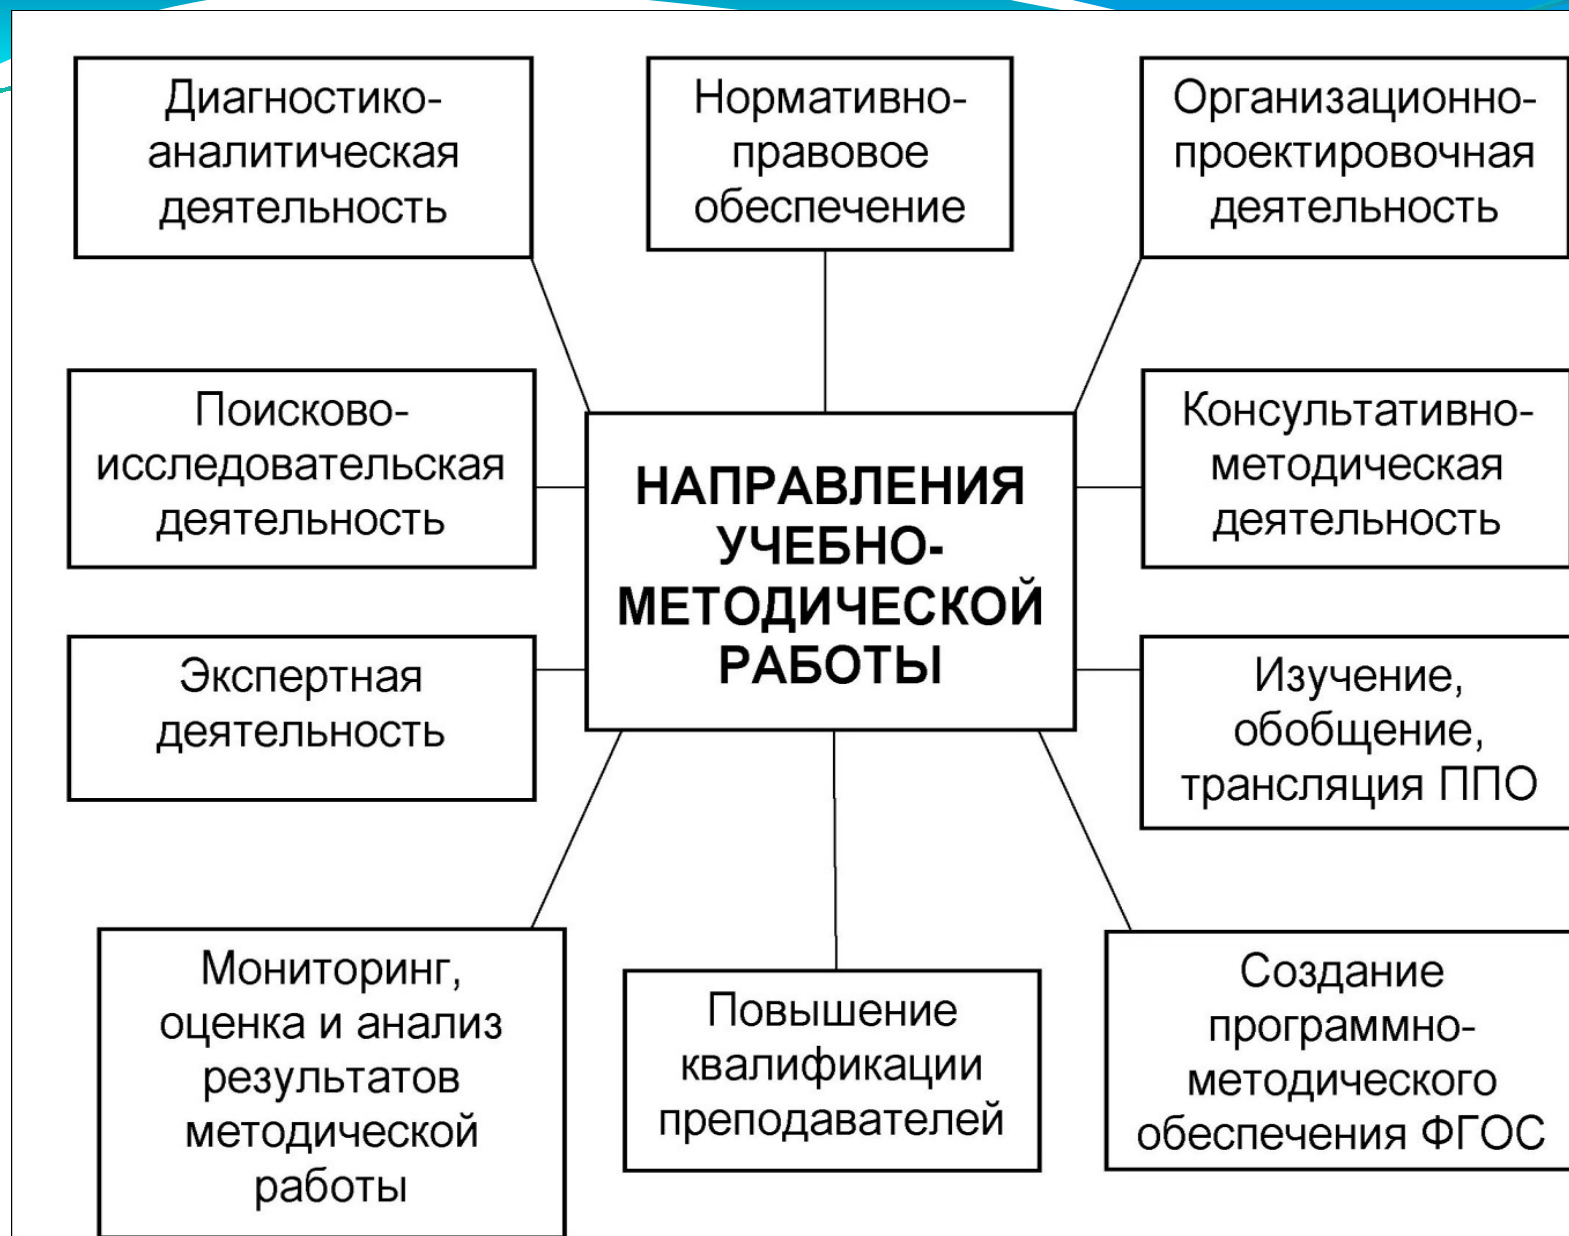 Диагностико-
аналитическая
деятельность
Нормативно-
правовое
обеспечение
Организационно-
проектировочная
деятельность
Поисково-
исследовательская
деятельность
НАПРАВЛЕНИЯ
УЧЕБНО-
МЕТОДИЧЕСКОЙ
РАБОТЫ
Консультативно-
методическая
деятельность
Экспертная
деятельность
Изучение,
обобщение,
трансляция ППО
Мониторинг,
оценка и анализ
результатов
методической
работы
Повышение
квалификации
преподавателей
Создание
программно-
методического
обеспечения ФГОС